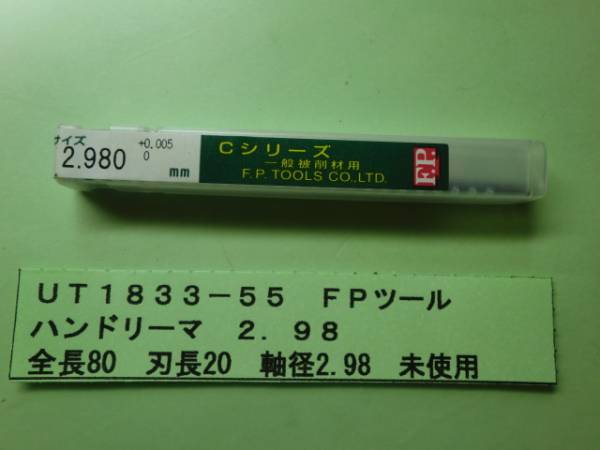 サイズ
2.980 +0.005 0 mm
Cシリーズ
一般被削材用
F.P. TOOLS CO.,LTD.
F.P.
UT1833-55 FPツール
ハンドリーマ 2.98
全長80 刃長20 軸径2.98 未使用